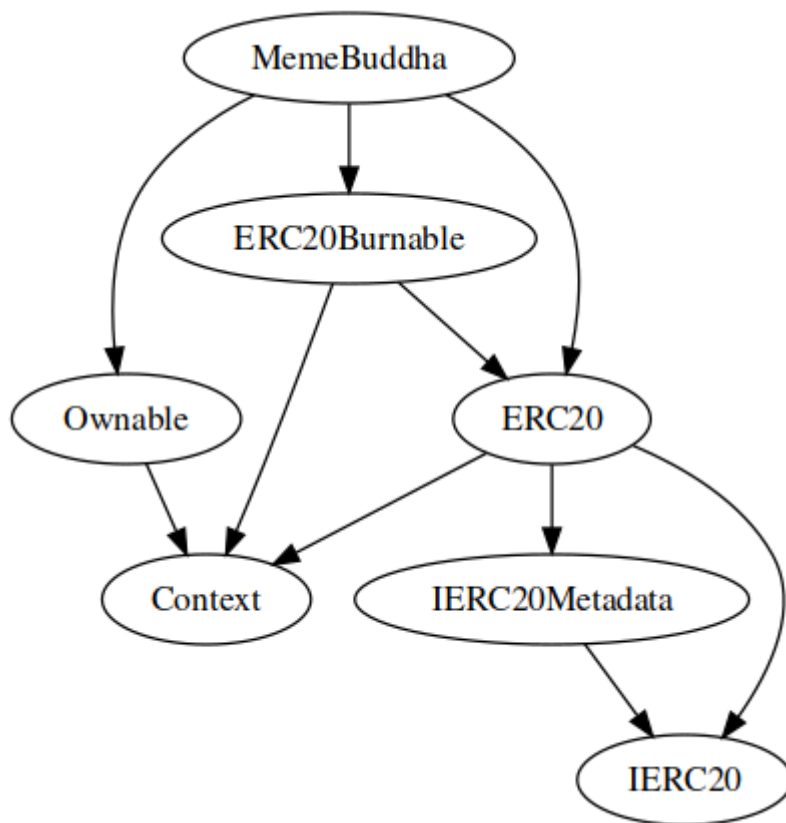 MemeBuddha
ERC20Burnable
Ownable
ERC20
Context
IERC20Metadata
IERC20